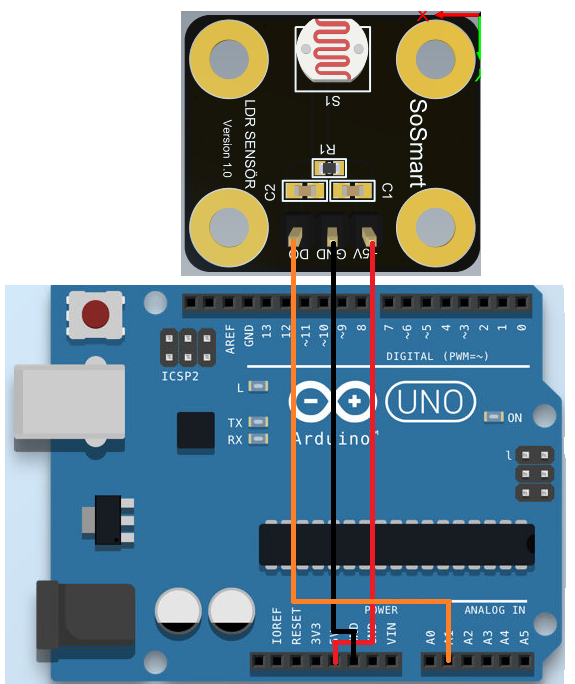 S1
LDR SENSÖR
Version 1.0
SoSmart
R1
C2
C1
DO
GND
+5V
AREF
GND
13
12
~11
~10
~9
8
7
~6
~5
4
~3
2
1
0
DIGITAL (PWM=~)
ICSP2
L
TX
RX
UNO
Arduino
ON
l
POWER
ANALOG IN
IOREF
RESET
3V3
5V
GND
GND
VIN
A0
A1
A2
A3
A4
A5